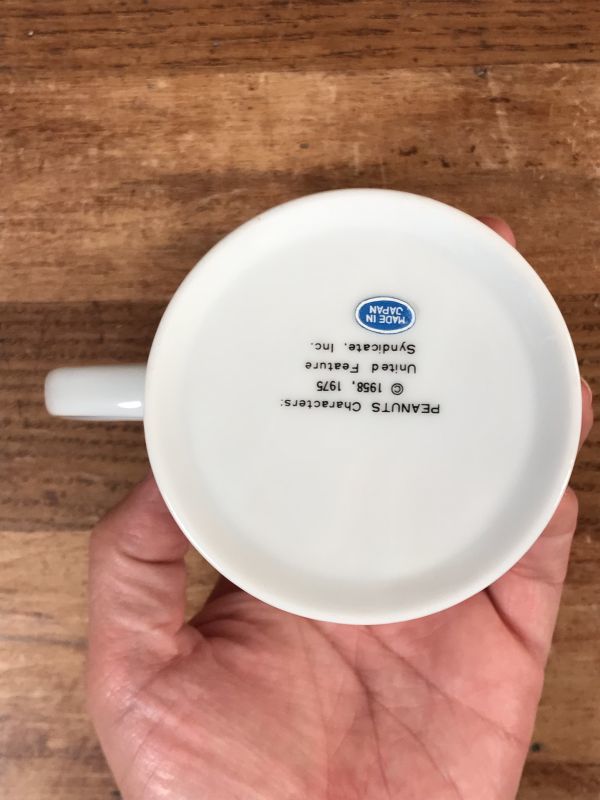 PEANUTS Characters:
© 1958, 1975
United Feature
Syndicate, Inc.
MADE IN
JAPAN